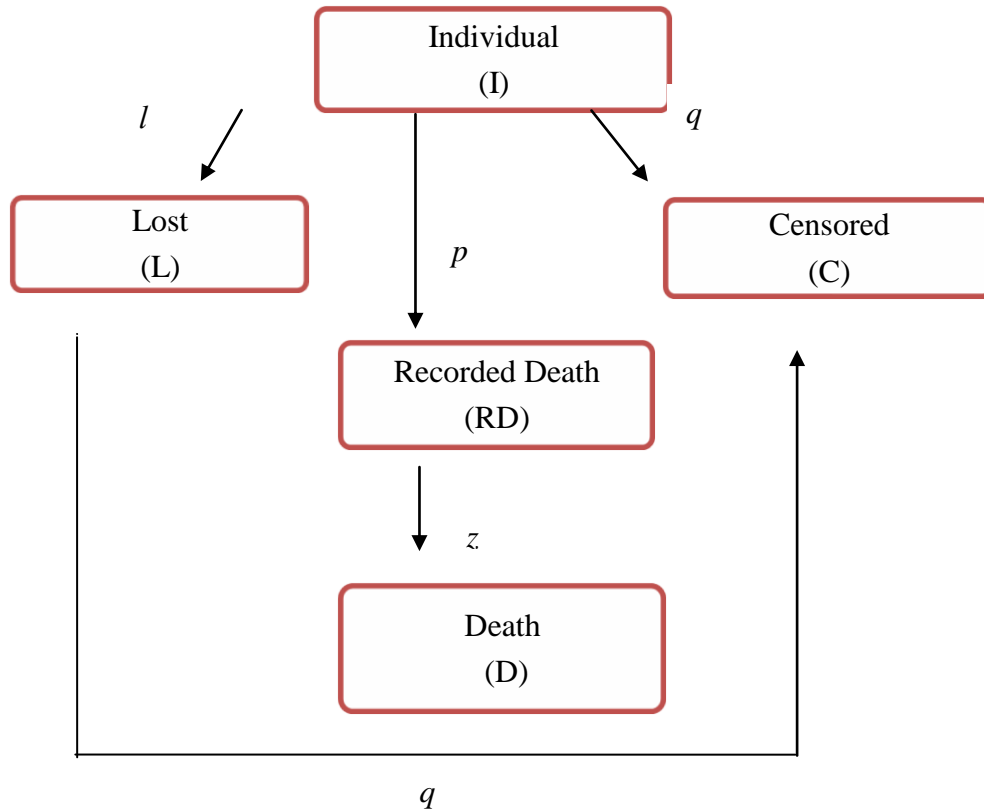 Individual
(I)
l
q
Lost
(L)
Censored
(C)
p
Recorded Death
(RD)
z
Death
(D)
q